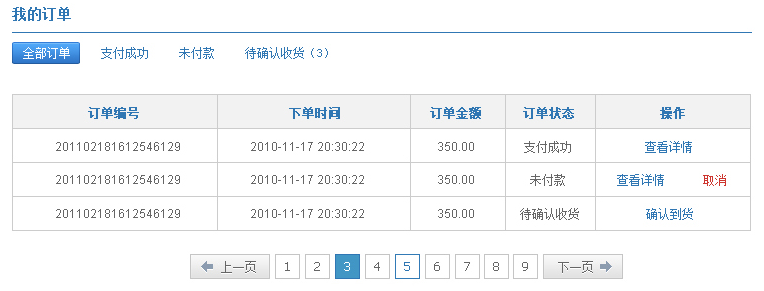 我的订单
全部订单 支付成功 未付款 待确认收货（3）
订单编号 下单时间 订单金额 订单状态 操作
201102181612546129 2010-11-17 20:30:22 350.00 支付成功 查看详情
201102181612546129 2010-11-17 20:30:22 350.00 未付款 查看详情 取消
201102181612546129 2010-11-17 20:30:22 350.00 待确认收货 确认到货
上一页 1 2 3 4 5 6 7 8 9 下一页